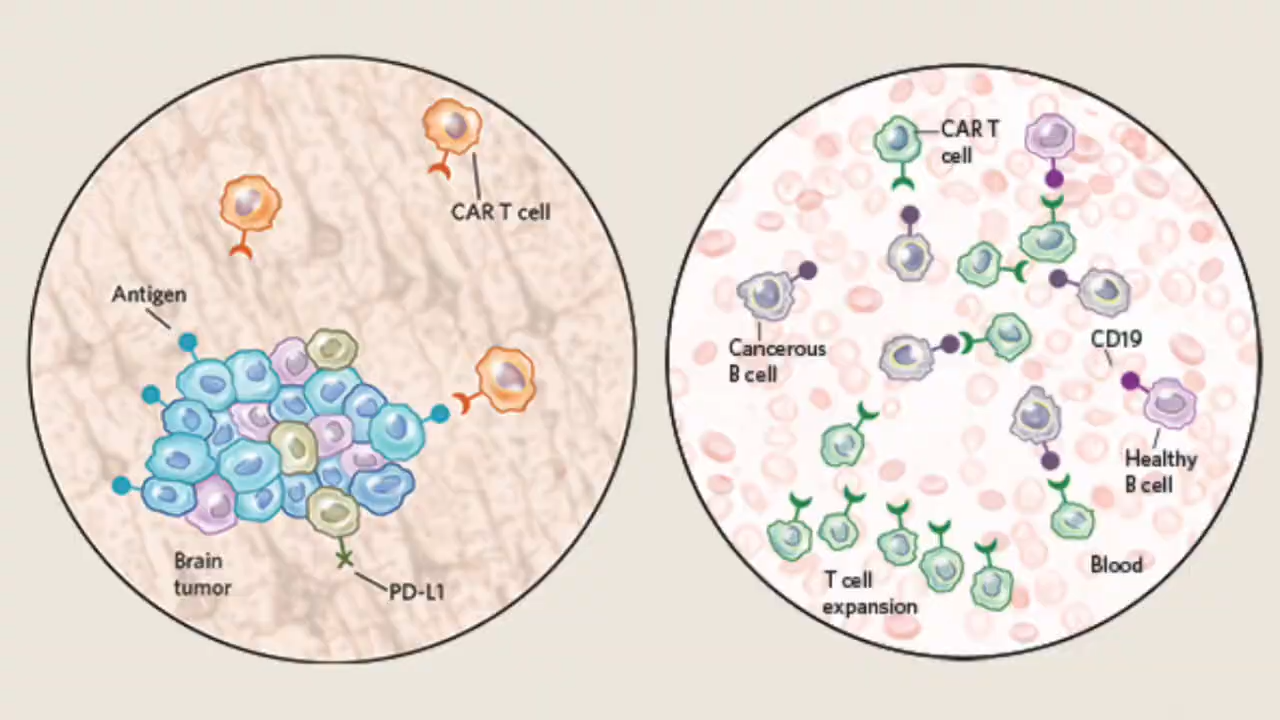 CAR T cell
Antigen
Brain
tumor
PD-L1
CAR T
cell
Cancerous
B cell
CD19
Healthy
B cell
T cell
expansion
Blood